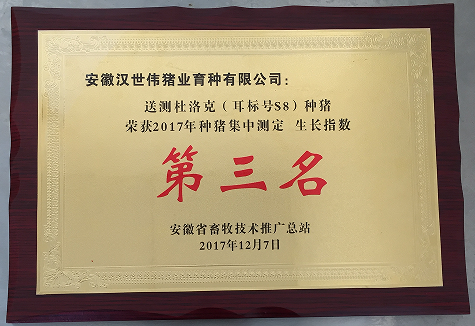 安徽汉世伟猪业育种有限公司：
送测杜洛克（耳标号S8）种猪
荣获2017年种猪集中测定 生长指数
第三名
安徽省畜牧技术推广总站
2017年12月7日